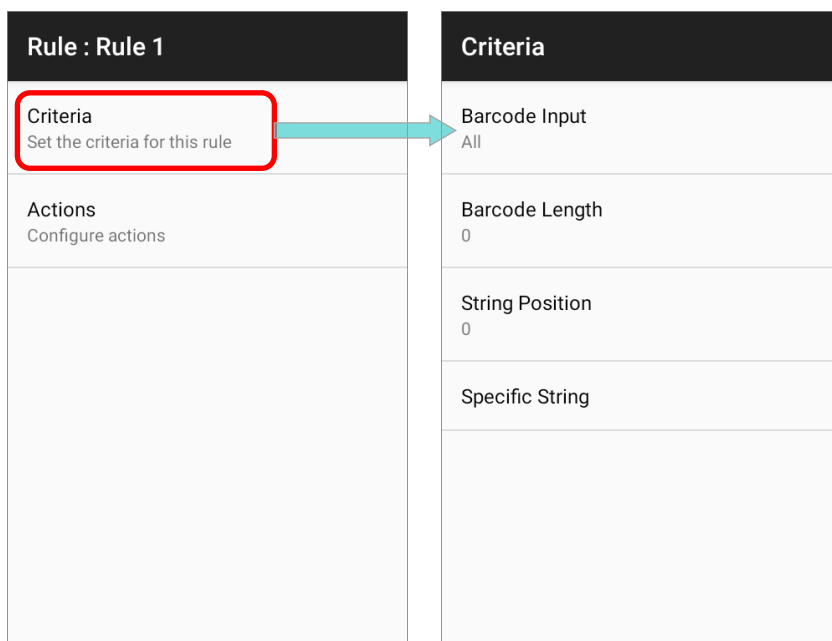 Rule : Rule 1
Criteria
Set the criteria for this rule
Actions
Configure actions
Criteria
Barcode Input
All
Barcode Length
0
String Position
0
Specific String